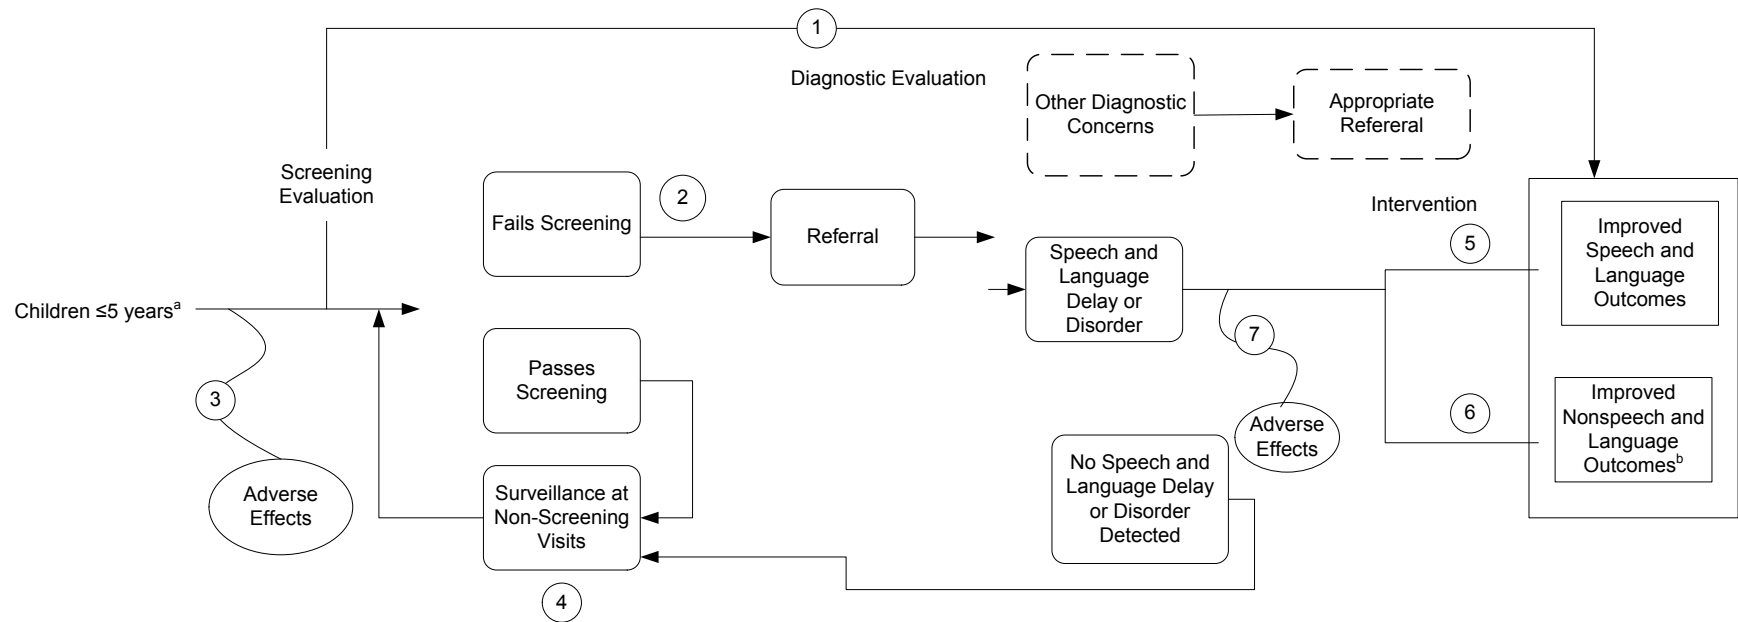 1
Diagnostic Evaluation
Other Diagnostic
Concerns
Appropriate
Refereral
Screening
Evaluation
Fails Screening
2
Referral
Intervention
5
Improved
Speech and
Language
Outcomes
Speech and
Language
Delay or
Disorder
Children ≤5 yearsᵃ
7
Passes
Screening
3
Adverse
Effects
6
Improved
Nonspeech and
Language
Outcomesᵇ
No Speech and
Language Delay
or Disorder
Detected
Adverse
Effects
Surveillance at
Non-Screening
Visits
4